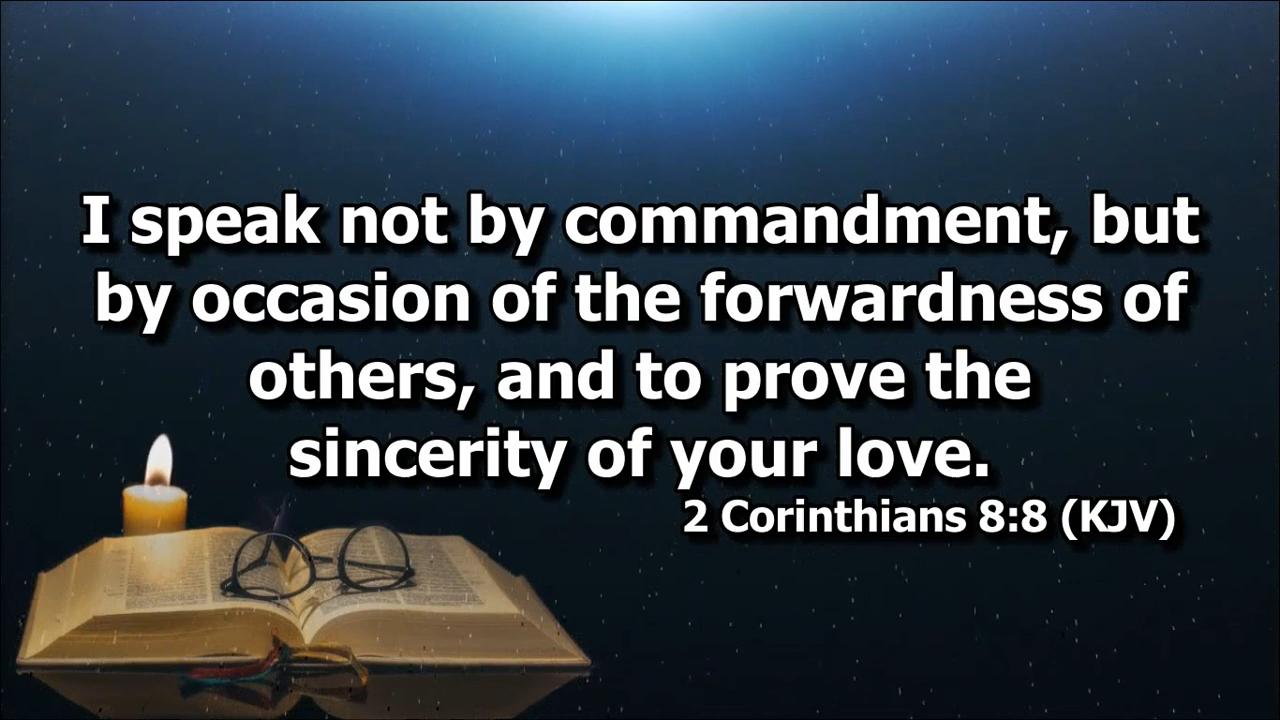 I speak not by commandment, but
by occasion of the forwardness of
others, and to prove the
sincerity of your love.
2 Corinthians 8:8 (KJV)